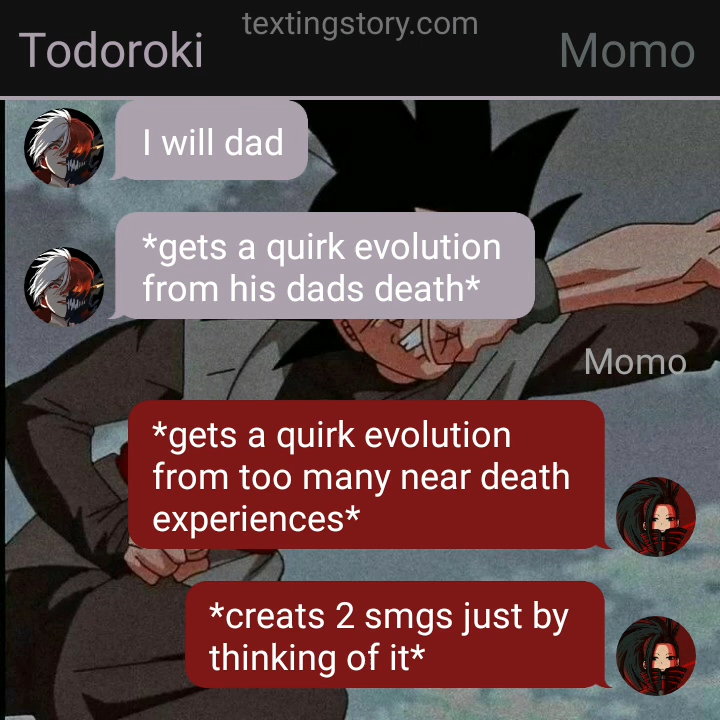 textingstory.com
Todoroki
Momo
I will dad
*gets a quirk evolution
from his dads death*
Momo
*gets a quirk evolution
from too many near death
experiences*
*creats 2 smgs just by
thinking of it*